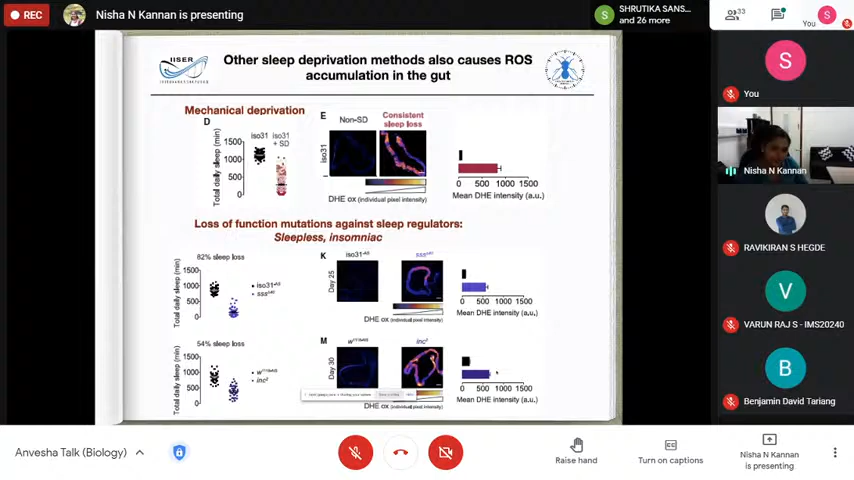 REC
Nisha N Kannan is presenting
S
SHRUTIKA SANS...
and 26 more
33
S
You
IISER
Other sleep deprivation methods also causes ROS
accumulation in the gut
Mechanical deprivation
D
iso31
iso31
+ SD
Total daily sleep (min)
1500
1000
500
0
E
Non-SD
Consistent
sleep loss
iso31
DHE ox (individual pixel intensity)
0
500
1000
1500
Mean DHE intensity (a.u.)
Loss of function mutations against sleep regulators:
Sleepless, insomniac
82% sleep loss
Total daily sleep (min)
1500
1000
500
0
K
Day 25
DHE ox (individual pixel intensity)
0
500
1000
1500
Mean DHE intensity (a.u.)
54% sleep loss
Total daily sleep (min)
1500
1000
500
0
inc²
M
Day 30
inc²
DHE ox (individual pixel intensity)
0
500
1000
1500
Mean DHE intensity (a.u.)
S
You
Nisha N Kannan
RAVIKIRAN S HEGDE
V
VARUN RAJ S - IMS20240
B
Benjamin David Tariang
Anvesha Talk (Biology)
Raise hand
Turn on captions
Nisha N Kannan
is presenting